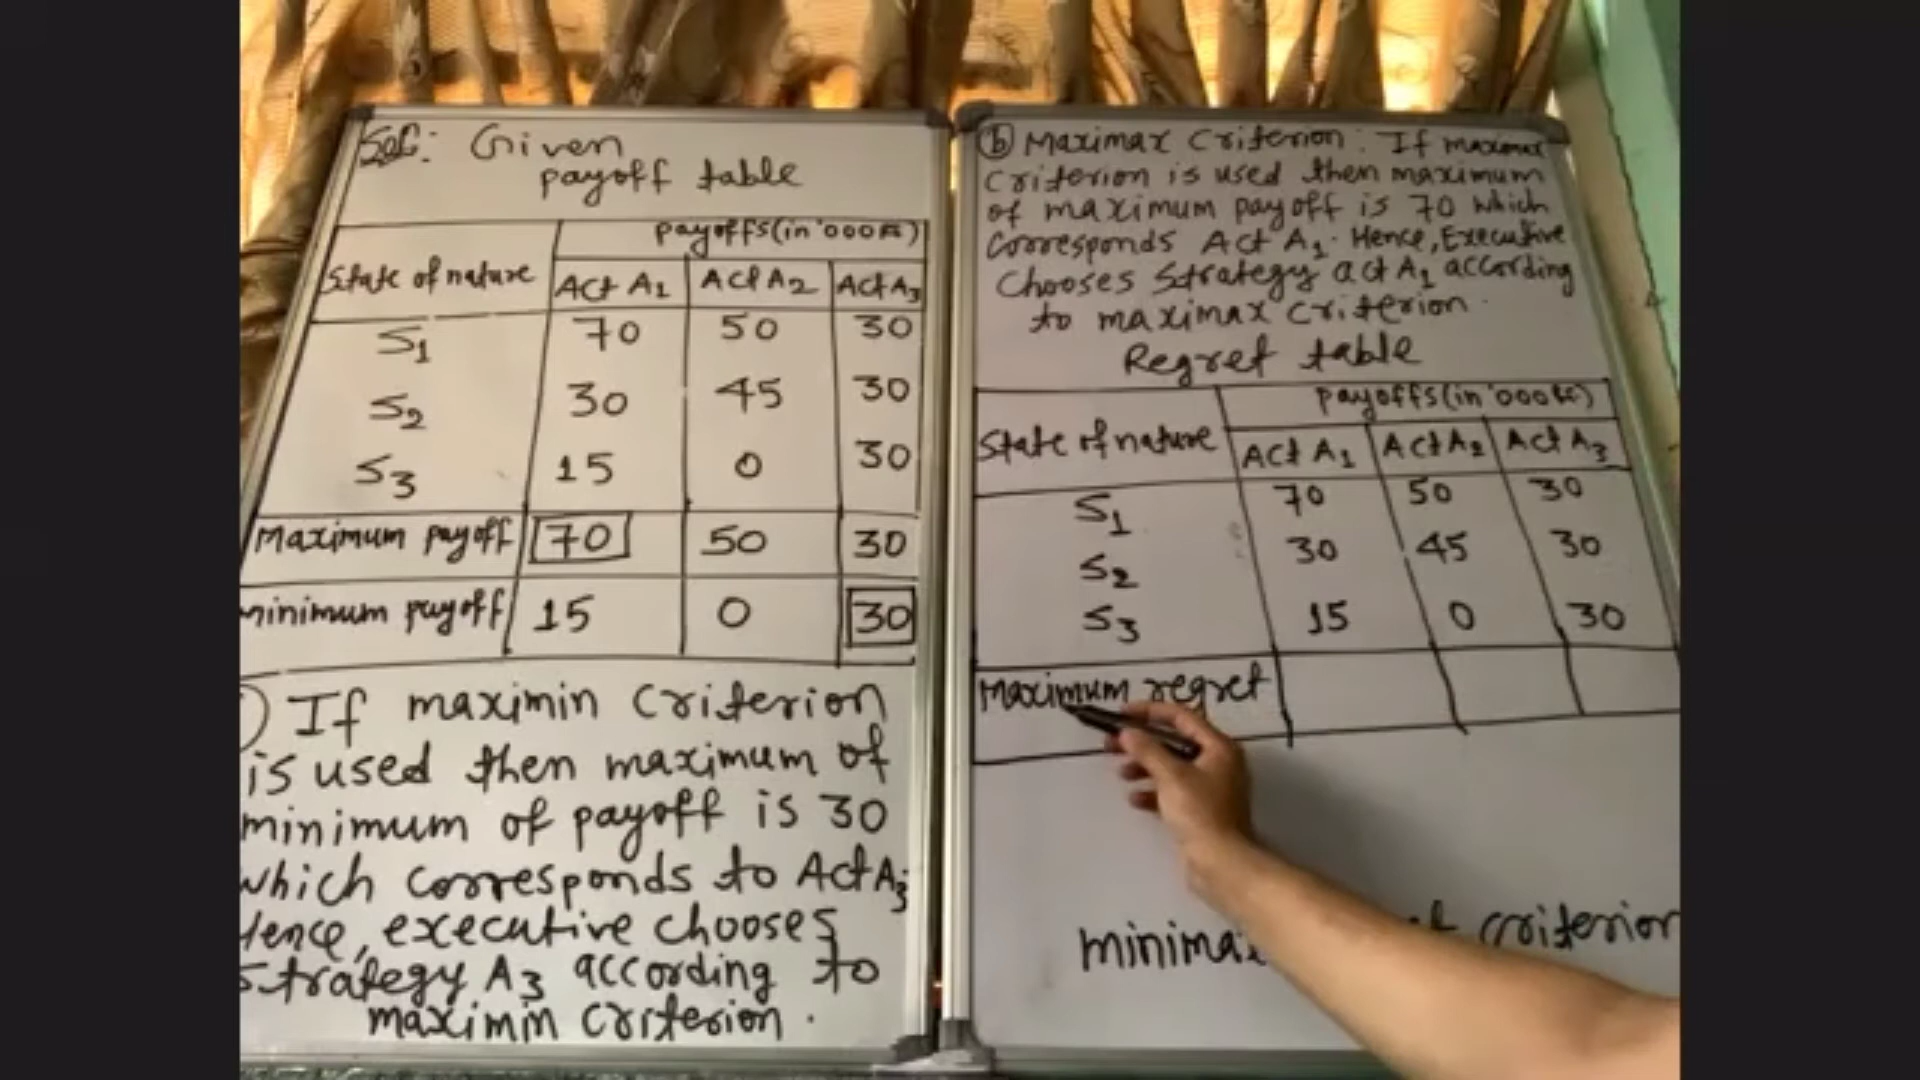 Sol: Given
payoff table
payoffs(in '000 ₨)
State of nature Act A1 Act A2 Act A3
S1 70 50 30
S2 30 45 30
S3 15 0 30
Maximum payoff 70 50 30
minimum payoff 15 0 30
) If maximin criterion
is used then maximum of
minimum of payoff is 30
which corresponds to Act A3
Hence, executive chooses
strategy A3 according to
maximin criterion.
(b) Maximax Criterion: If maximax
criterion is used then maximum
of maximum payoff is 70 which
corresponds Act A1. Hence, Executive
chooses strategy act A1 according
to maximax criterion.
Regret table
payoffs(in '000 ₨)
State of nature Act A1 Act A2 Act A3
S1 70 50 30
S2 30 45 30
S3 15 0 30
Maximum regret
criterion